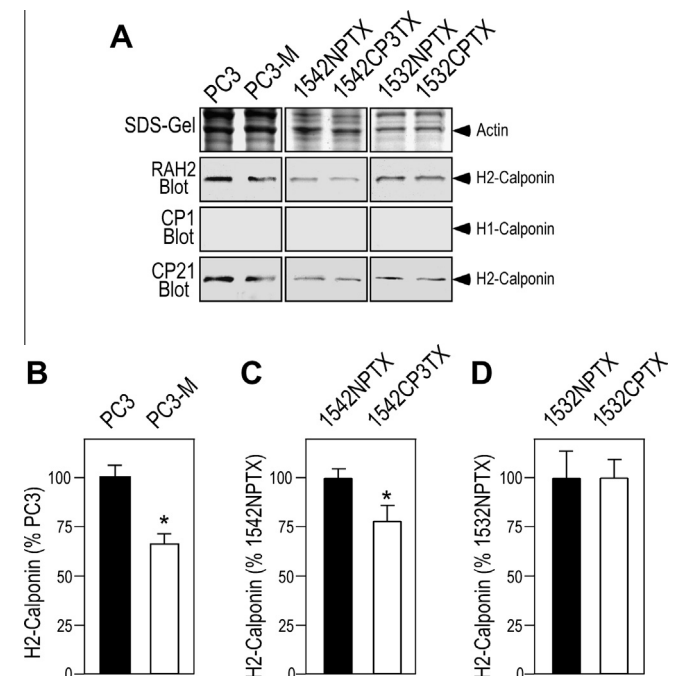 A
PC3
PC3-M
1542NPTX
1542CP3TX
1532NPTX
1532CPTX
SDS-Gel
Actin
RAH2
Blot
H2-Calponin
CP1
Blot
H1-Calponin
CP21
Blot
H2-Calponin
B
PC3
PC3-M
H2-Calponin (% PC3)
100
75
50
25
0
*
C
1542NPTX
1542CP3TX
H2-Calponin (% 1542NPTX)
100
75
50
25
0
*
D
1532NPTX
1532CPTX
H2-Calponin (% 1532NPTX)
100
75
50
25
0